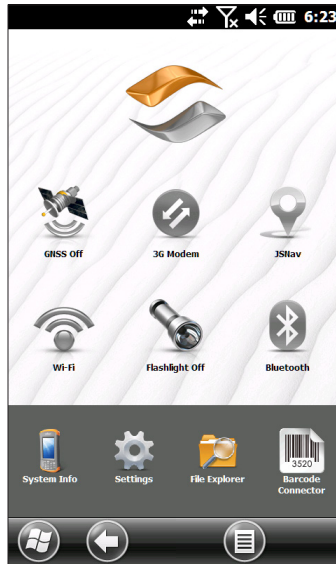 6:23
GNSS Off
3G Modem
JSNav
Wi-Fi
Flashlight Off
Bluetooth
3520
System Info
Settings
File Explorer
Barcode
Connector